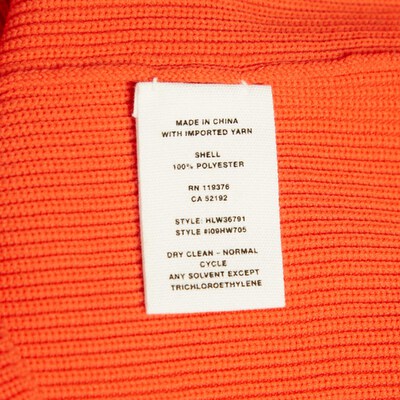 MADE IN CHINA
WITH IMPORTED YARN
SHELL
100% POLYESTER
RN 119376
CA 52192
STYLE: HLW36791
STYLE #I09HW705
DRY CLEAN – NORMAL
CYCLE
ANY SOLVENT EXCEPT
TRICHLOROETHYLENE